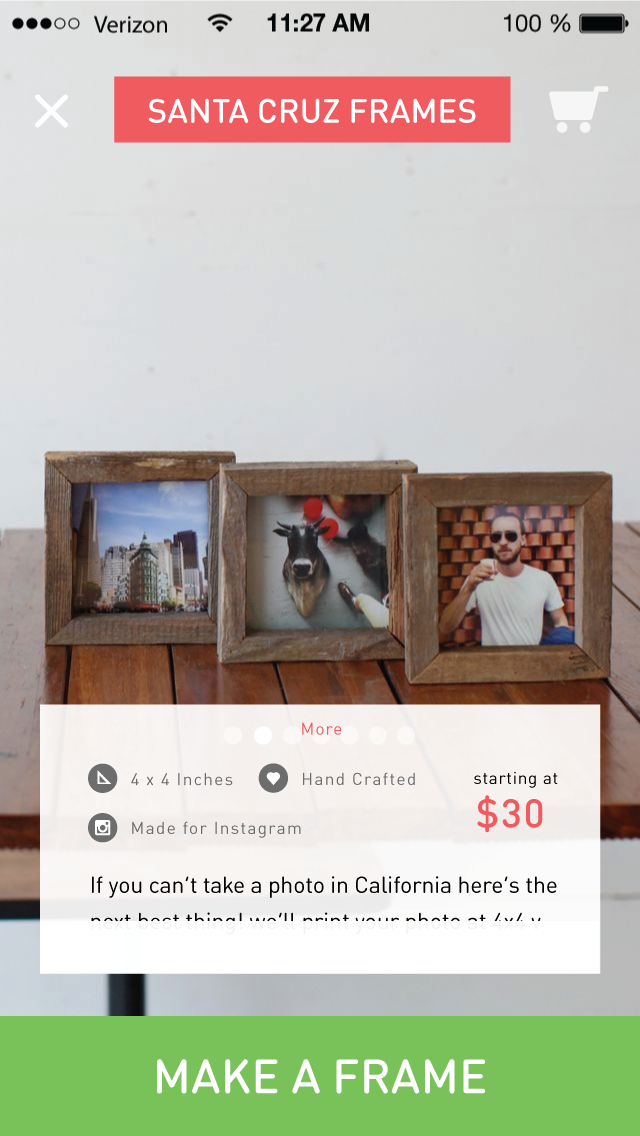 Verizon 11:27 AM 100 %
SANTA CRUZ FRAMES
More
4 x 4 Inches Hand Crafted starting at
$30
Made for Instagram
If you can't take a photo in California here's the
next best thing! we'll print your photo at 4x4 y
MAKE A FRAME